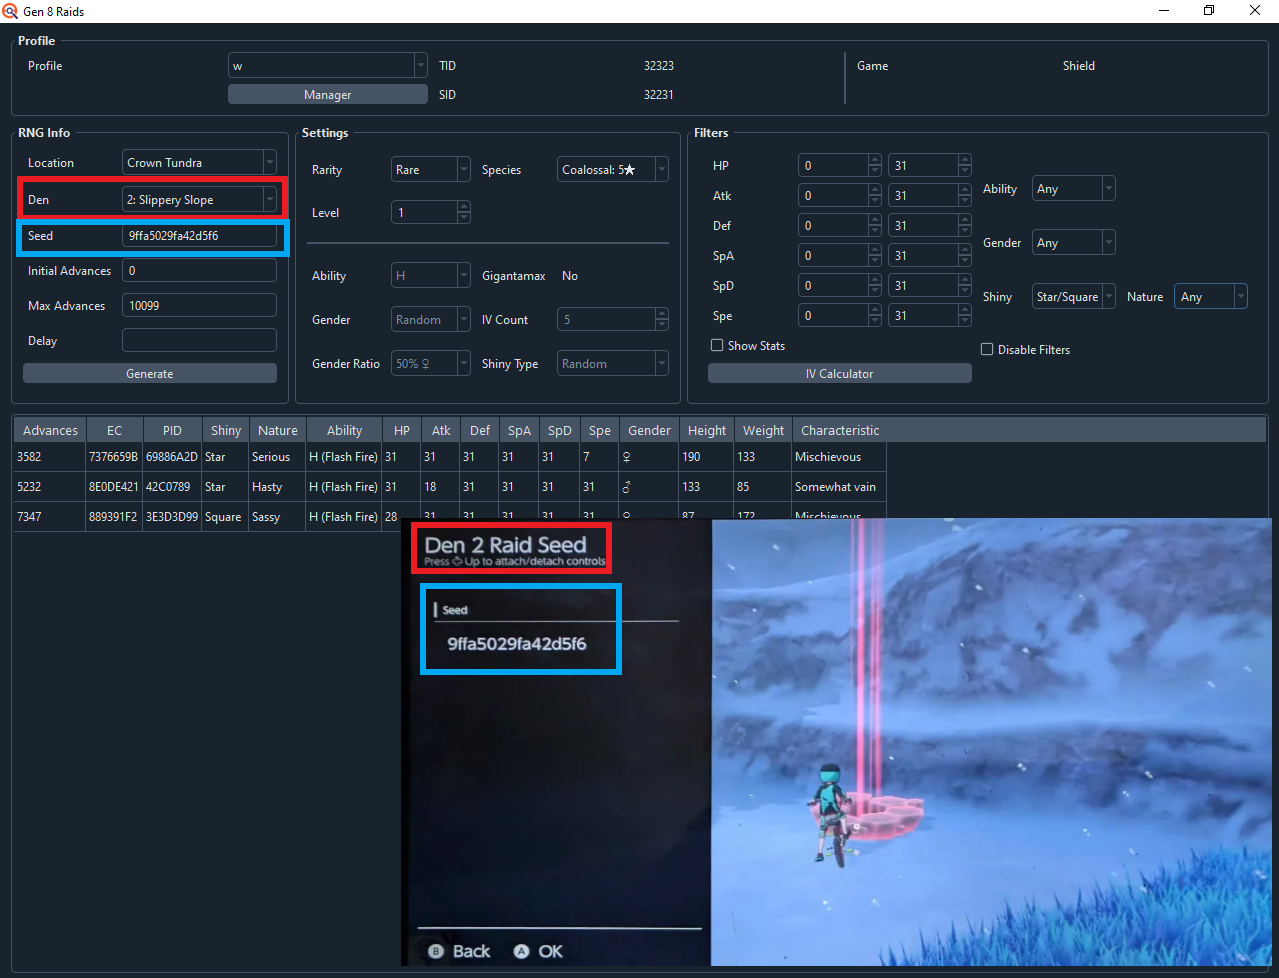 Gen 8 Raids
Profile
Profile w TID 32323 Game Shield
Manager SID 32231
RNG Info
Location Crown Tundra
Den 2: Slippery Slope
Seed 9ffa5029fa42d5f6
Initial Advances 0
Max Advances 10099
Delay
Generate
Settings
Rarity Rare Species Coalossal: 5★
Level 1
Ability H Gigantamax No
Gender Random IV Count 5
Gender Ratio 50% ♀ Shiny Type Random
Filters
HP 0 31
Atk 0 31
Def 0 31
SpA 0 31
SpD 0 31
Spe 0 31
Show Stats
Ability Any
Gender Any
Shiny Star/Square Nature Any
Disable Filters
IV Calculator
Advances EC PID Shiny Nature Ability HP Atk Def SpA SpD Spe Gender Height Weight Characteristic
3582 7376659B 69886A2D Star Serious H (Flash Fire) 31 31 31 31 31 7 ♀ 190 133 Mischievous
5232 8E0DE421 42C0789 Star Hasty H (Flash Fire) 31 18 31 31 31 31 ♂ 133 85 Somewhat vain
7347 889391F2 3E3D3D99 Square Sassy H (Flash Fire) 28 31 31 31 31 31 ♀ 87 172 Mischievous
Den 2 Raid Seed
Press Up to attach/detach controls
Seed
9ffa5029fa42d5f6
B Back A OK